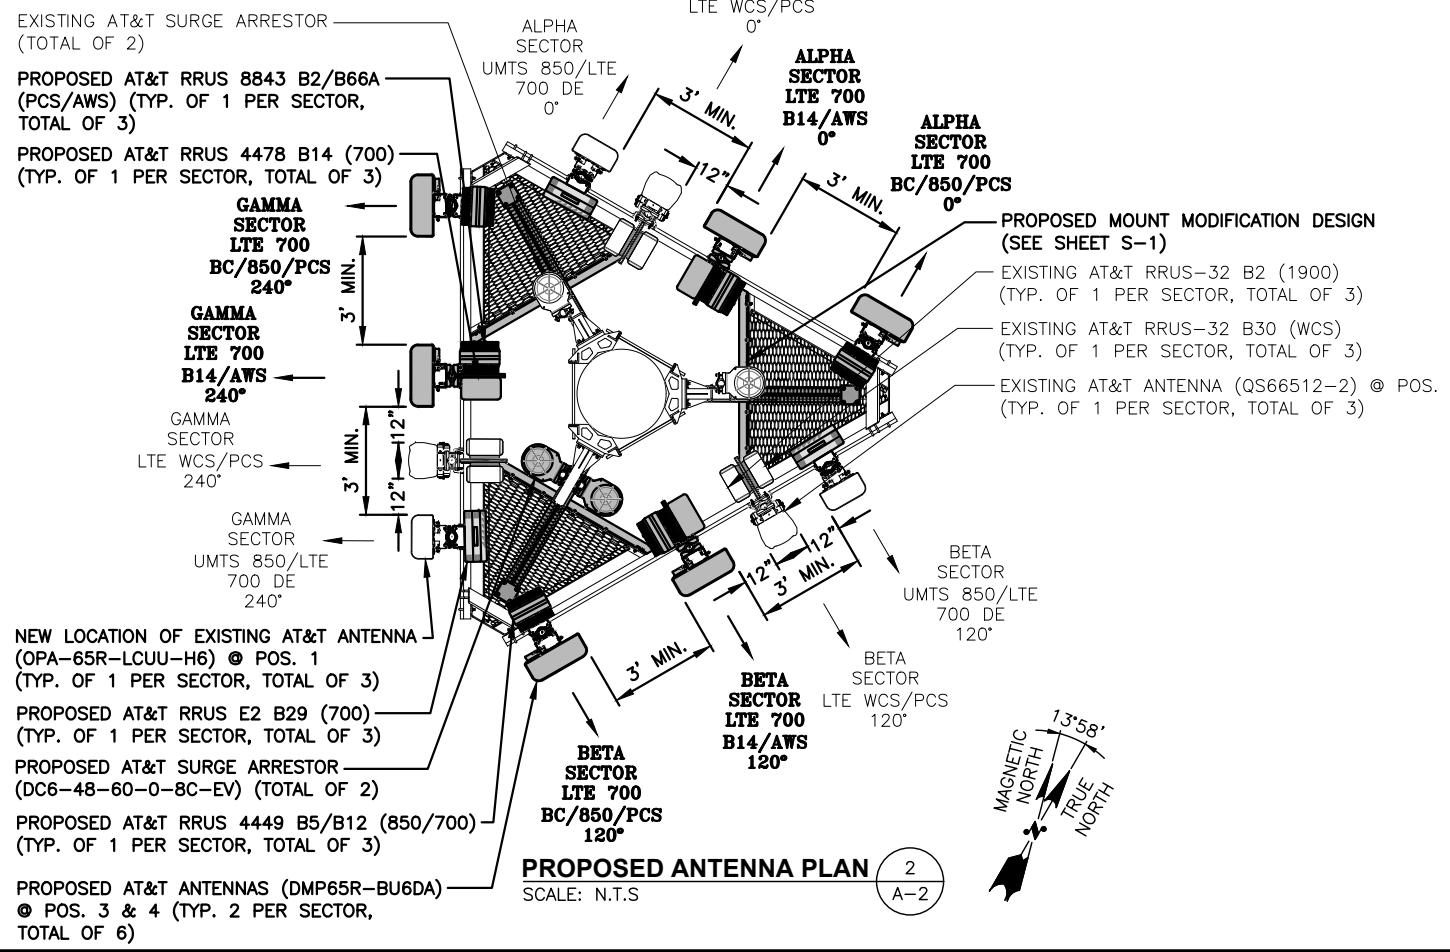 EXISTING AT&T SURGE ARRESTOR
(TOTAL OF 2)
PROPOSED AT&T RRUS 8843 B2/B66A
(PCS/AWS) (TYP. OF 1 PER SECTOR,
TOTAL OF 3)
PROPOSED AT&T RRUS 4478 B14 (700)
(TYP. OF 1 PER SECTOR, TOTAL OF 3)
GAMMA
SECTOR
LTE 700
BC/850/PCS
240°
GAMMA
SECTOR
LTE 700
B14/AWS
240°
GAMMA
SECTOR
LTE WCS/PCS
240°
GAMMA
SECTOR
UMTS 850/LTE
700 DE
240°
3' MIN.
3' MIN.
12"
12"
ALPHA
SECTOR
UMTS 850/LTE
700 DE
0°
LTE WCS/PCS
0°
ALPHA
SECTOR
LTE 700
B14/AWS
0°
ALPHA
SECTOR
LTE 700
BC/850/PCS
0°
3' MIN.
12"
3' MIN.
PROPOSED MOUNT MODIFICATION DESIGN
(SEE SHEET S-1)
EXISTING AT&T RRUS-32 B2 (1900)
(TYP. OF 1 PER SECTOR, TOTAL OF 3)
EXISTING AT&T RRUS-32 B30 (WCS)
(TYP. OF 1 PER SECTOR, TOTAL OF 3)
EXISTING AT&T ANTENNA (QS66512-2) @ POS.
(TYP. OF 1 PER SECTOR, TOTAL OF 3)
12"
12"
3' MIN.
3' MIN.
BETA
SECTOR
UMTS 850/LTE
700 DE
120°
BETA
SECTOR
LTE WCS/PCS
120°
BETA
SECTOR
LTE 700
B14/AWS
120°
BETA
SECTOR
LTE 700
BC/850/PCS
120°
NEW LOCATION OF EXISTING AT&T ANTENNA
(OPA-65R-LCUU-H6) @ POS. 1
(TYP. OF 1 PER SECTOR, TOTAL OF 3)
PROPOSED AT&T RRUS E2 B29 (700)
(TYP. OF 1 PER SECTOR, TOTAL OF 3)
PROPOSED AT&T SURGE ARRESTOR
(DC6-48-60-0-8C-EV) (TOTAL OF 2)
PROPOSED AT&T RRUS 4449 B5/B12 (850/700)
(TYP. OF 1 PER SECTOR, TOTAL OF 3)
PROPOSED AT&T ANTENNAS (DMP65R-BU6DA)
@ POS. 3 & 4 (TYP. 2 PER SECTOR,
TOTAL OF 6)
PROPOSED ANTENNA PLAN
SCALE: N.T.S
2
A-2
13°58'
MAGNETIC
NORTH
TRUE
NORTH
N